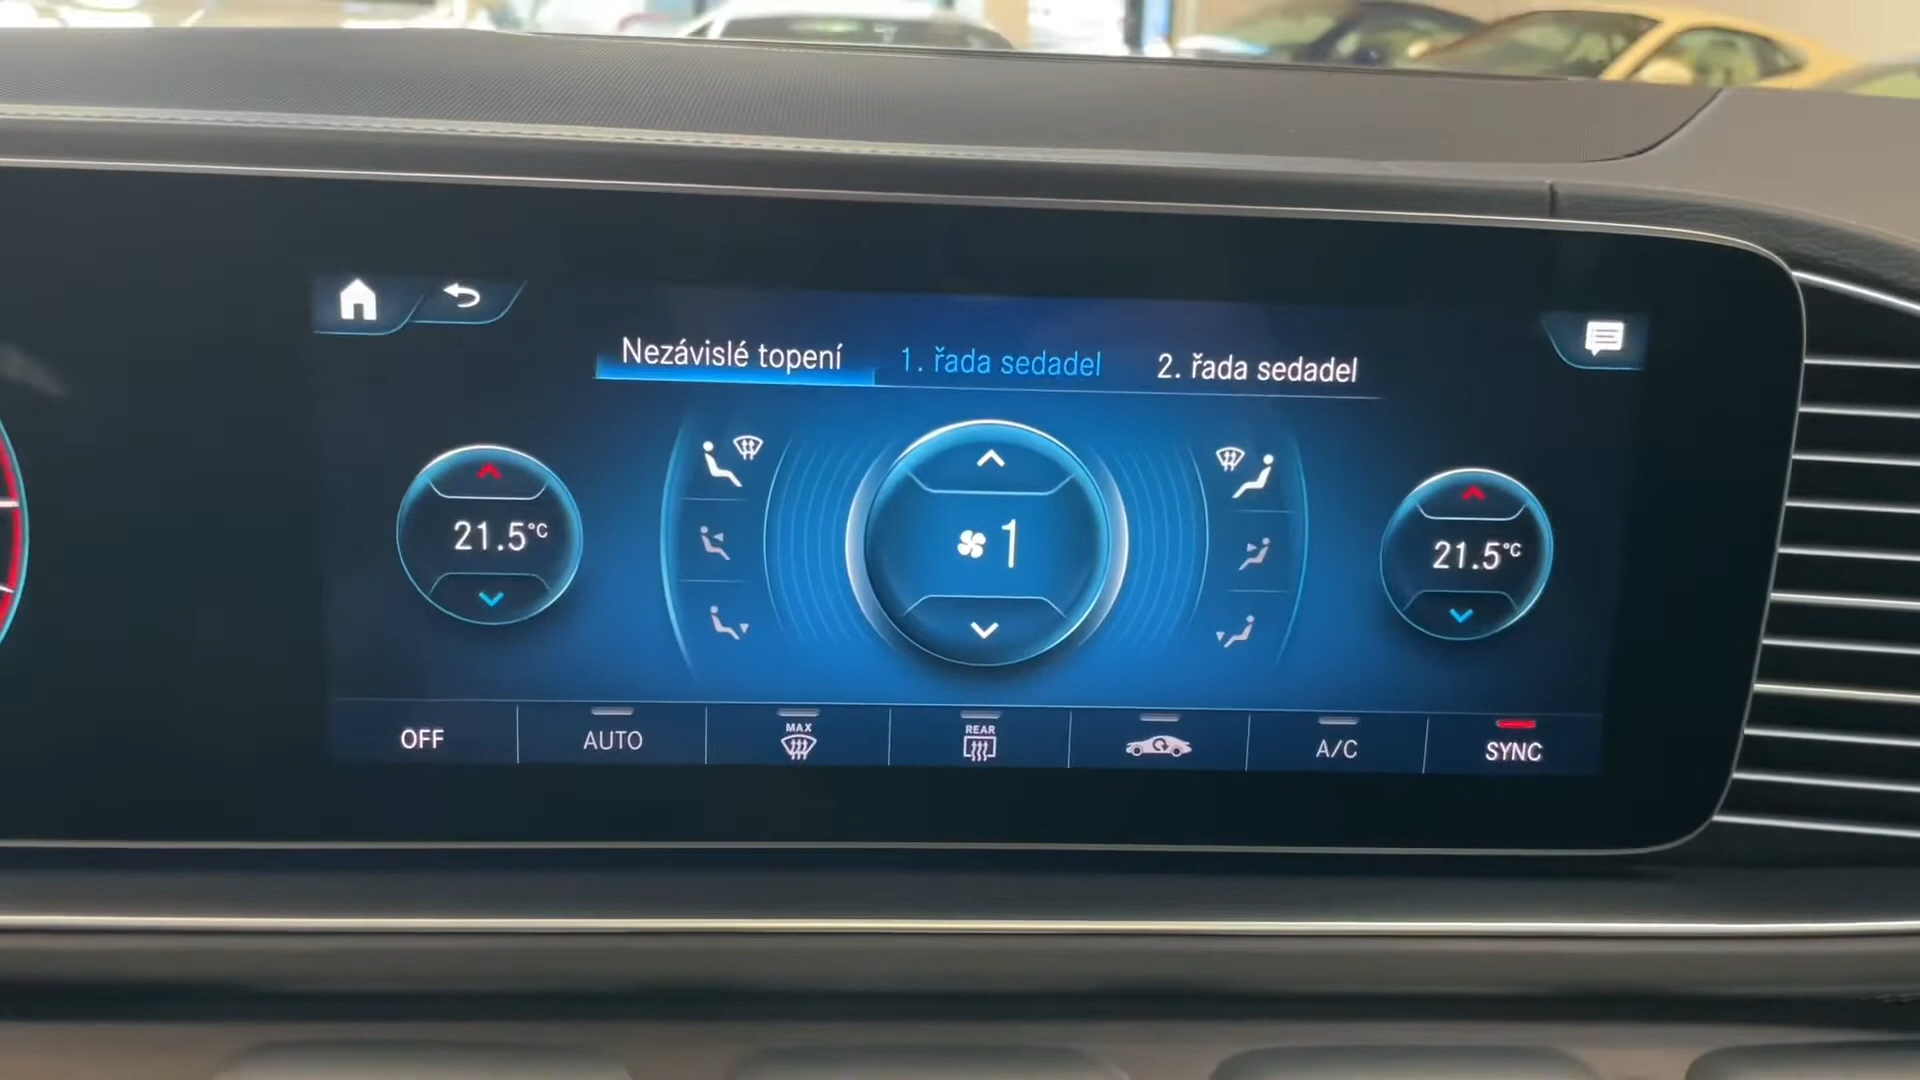 Nezávislé topení
1. řada sedadel
2. řada sedadel
21.5°C
1
21.5°C
OFF
AUTO
MAX
REAR
A/C
SYNC